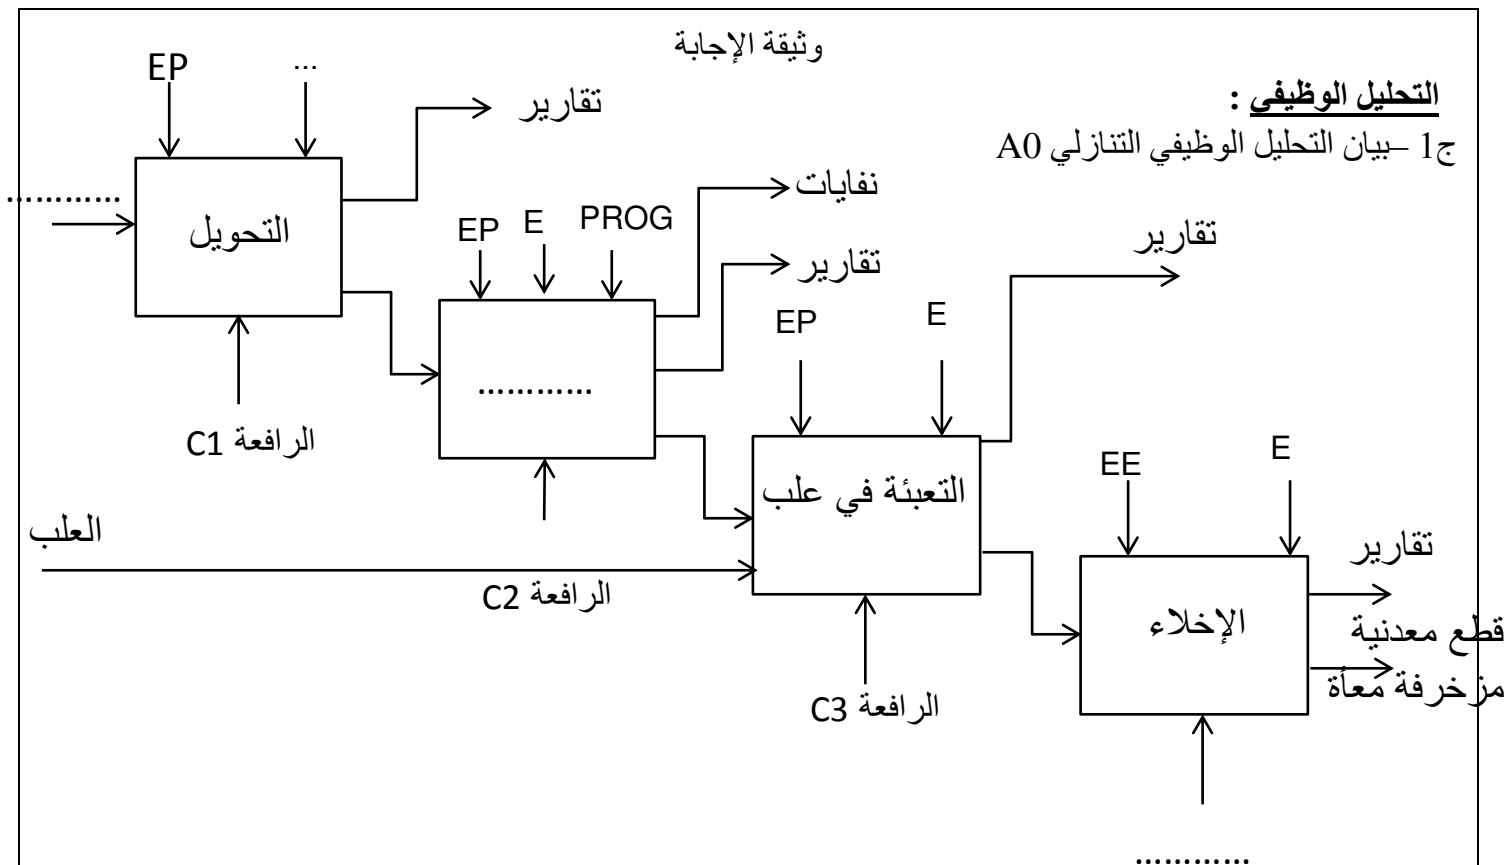 وثيقة الإجابة
التحليل الوظيفي :
ج1 –بيان التحليل الوظيفي التنازلي A0
EP
...
تقارير
............
التحويل
الرافعة C1
EP
E
PROG
نفايات
تقارير
............
الرافعة C2
العلب
EP
E
تقارير
التعبئة في علب
الرافعة C3
EE
E
الإخلاء
تقارير
قطع معدنية
مزخرفة معأة
............